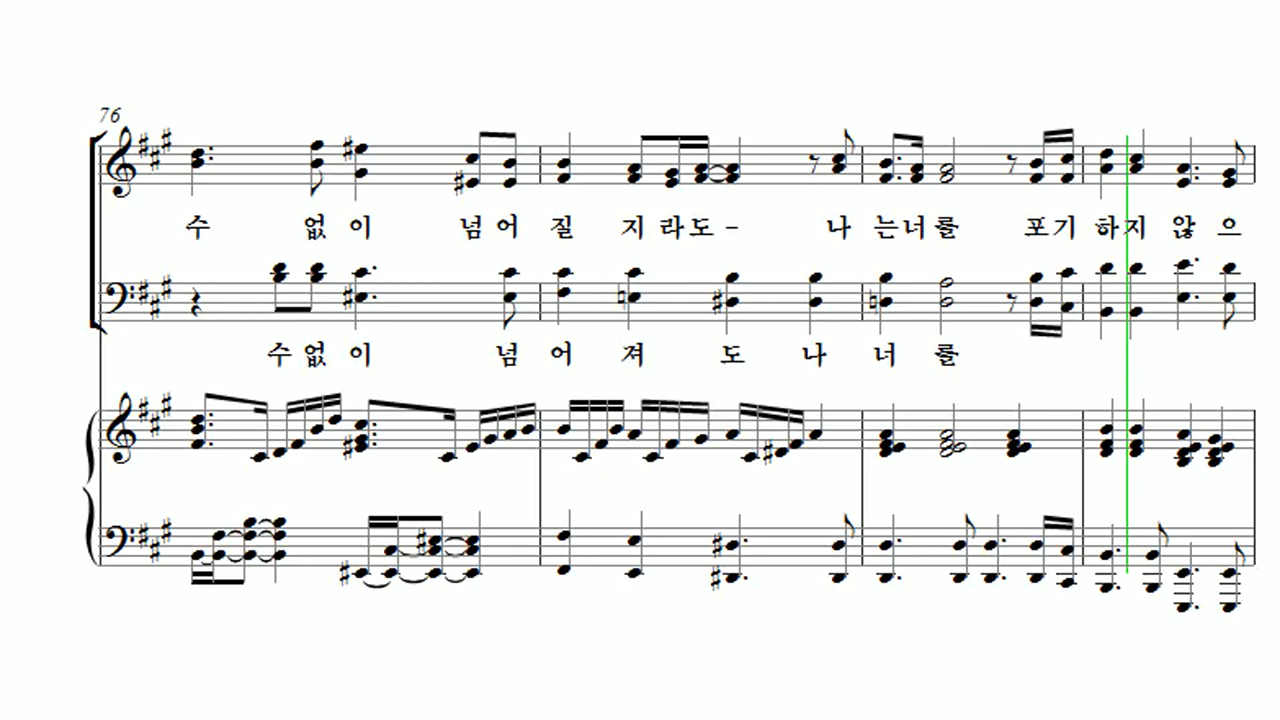 76
수 없 이 넘 어 질 지 라 도 - 나 는 너 를 포 기 하 지 않 으
수 없 이 넘 어 져 도 나 너 를